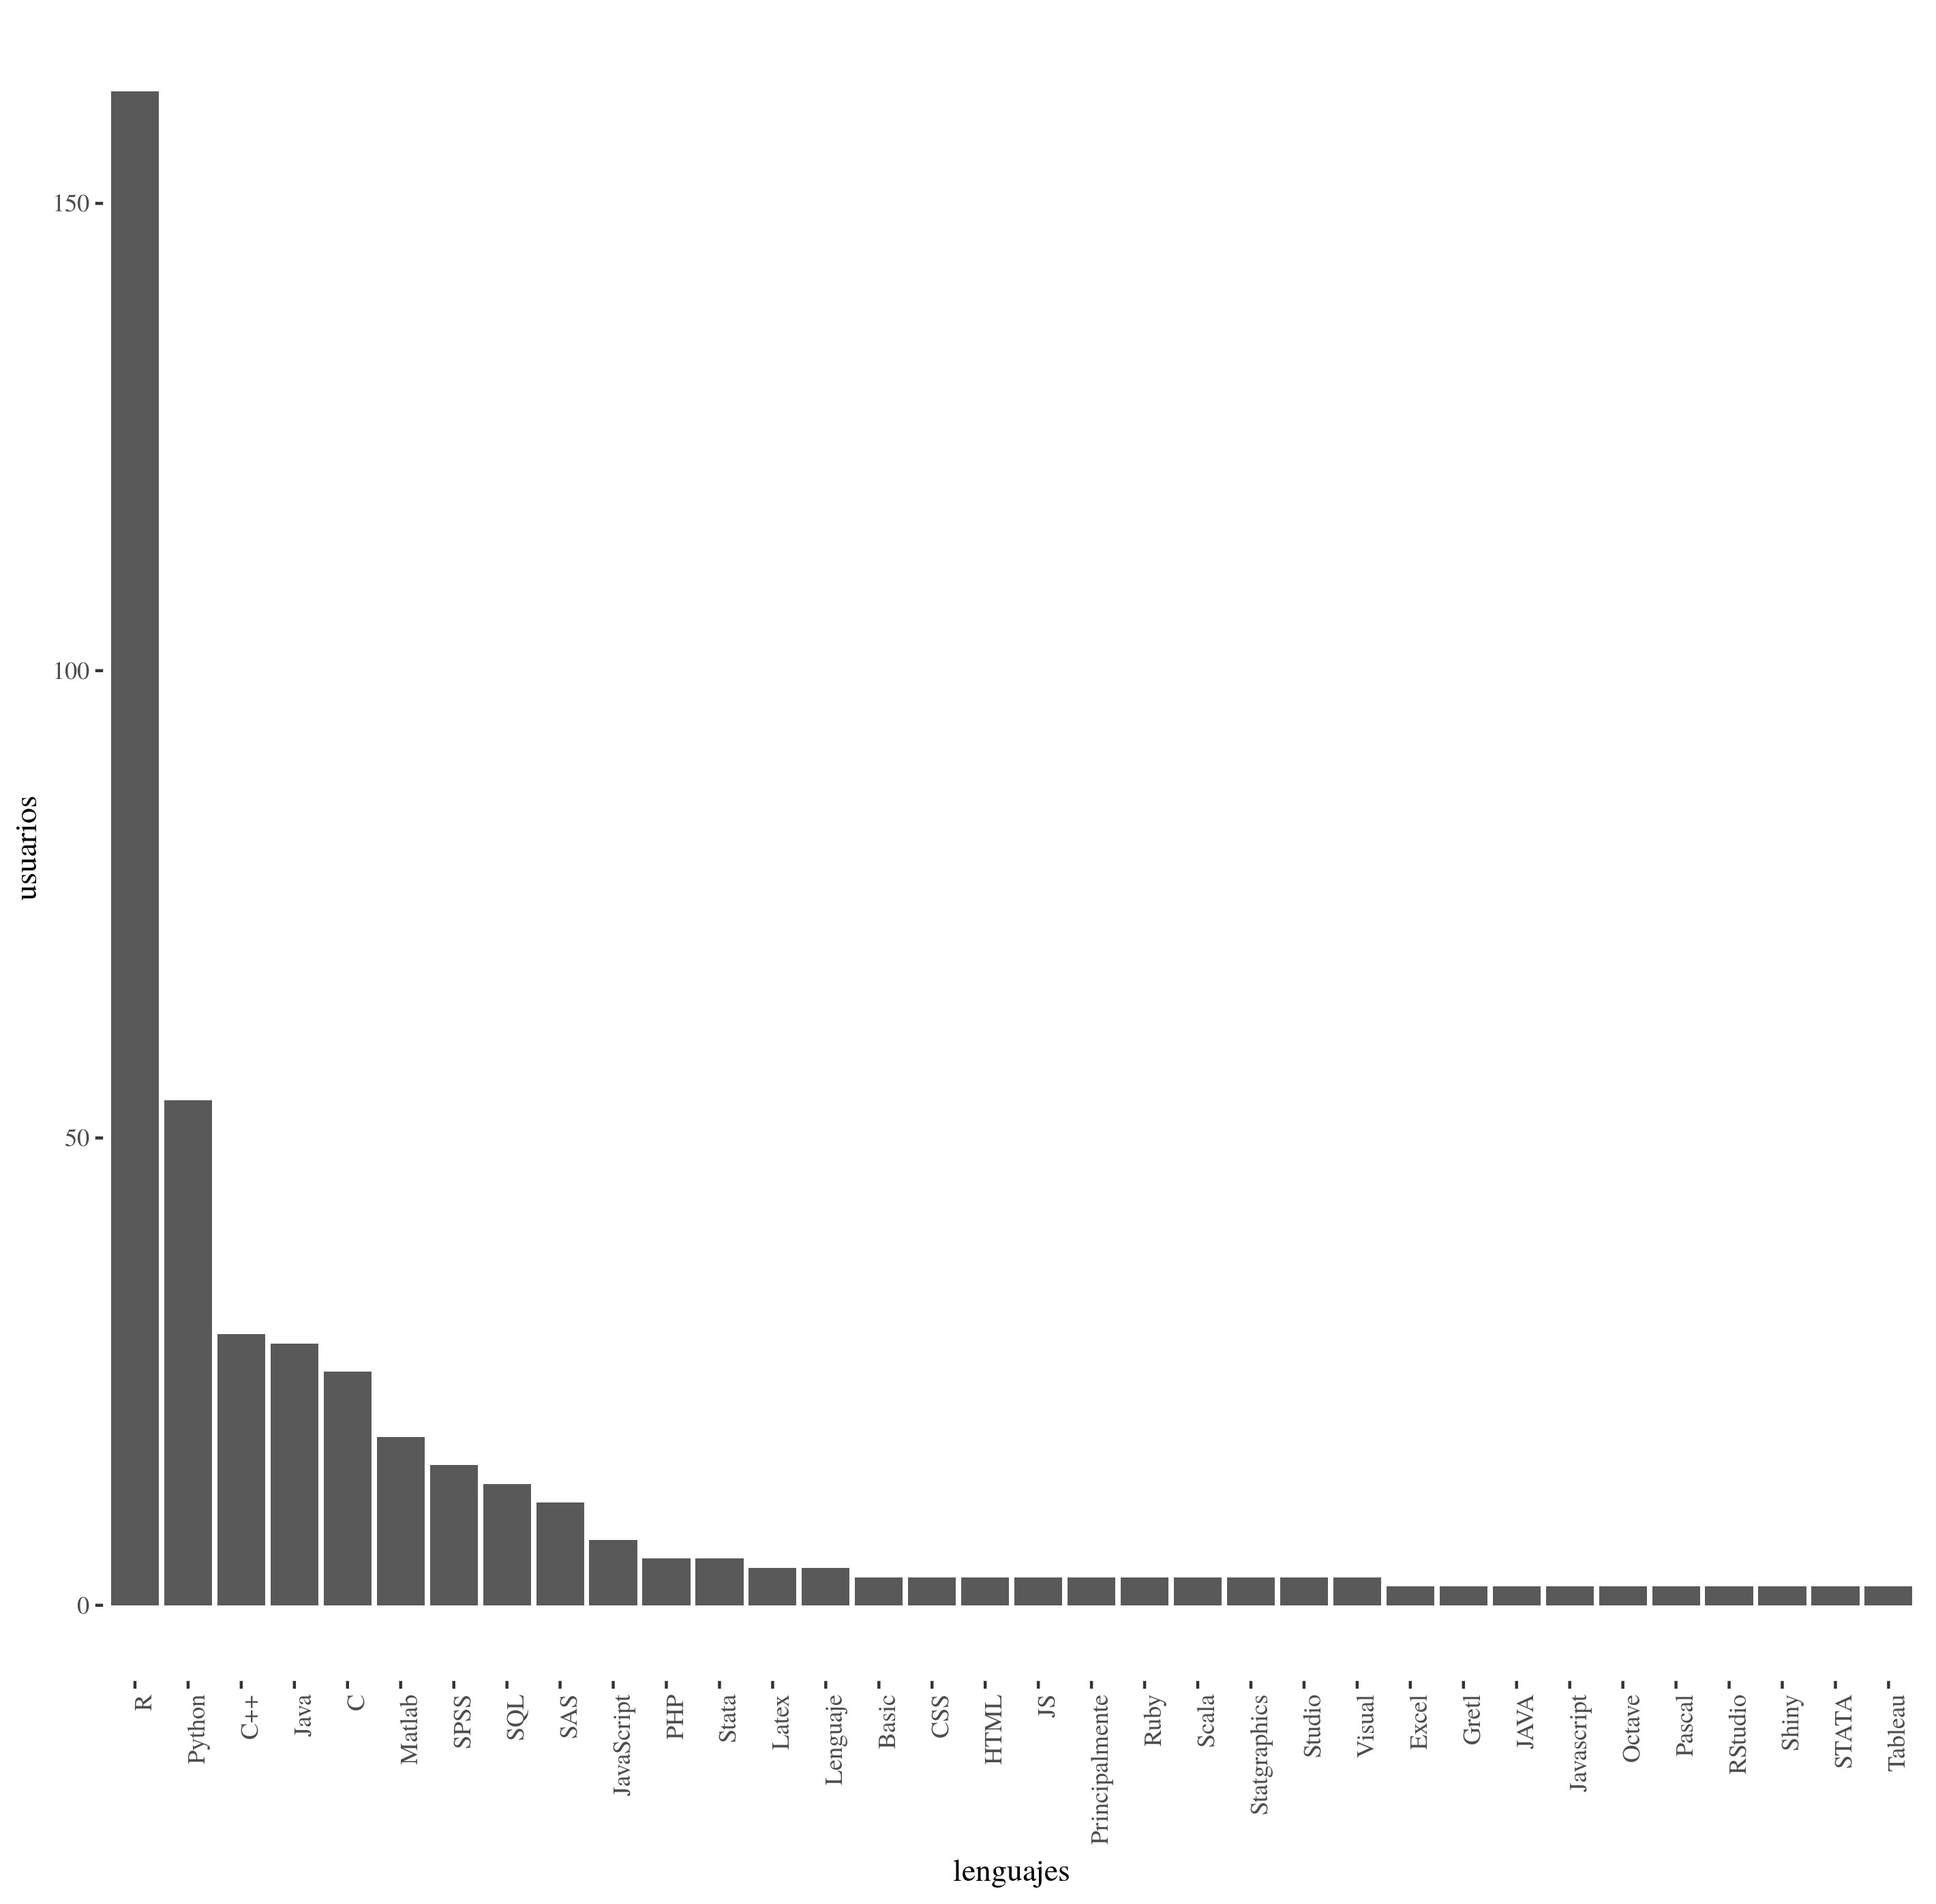 150
100
50
0
usuarios
R
Python
C++
Java
C
Matlab
SPSS
SQL
SAS
JavaScript
PHP
Stata
Latex
Lenguaje
Basic
CSS
HTML
JS
Principalmente
Ruby
Scala
Statgraphics
Studio
Visual
Excel
Gretl
JAVA
Javascript
Octave
Pascal
RStudio
Shiny
STATA
Tableau
lenguajes